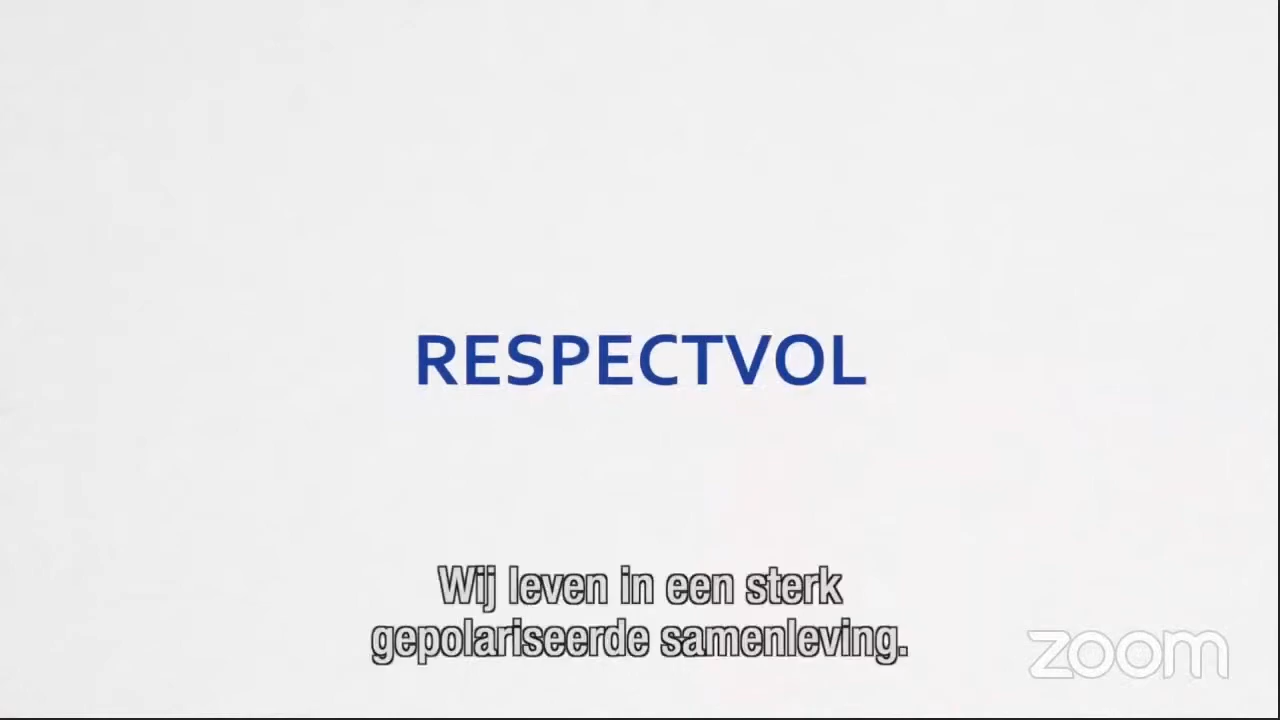 RESPECTVOL
Wij leven in een sterk
gepolariseerde samenleving.
zoom